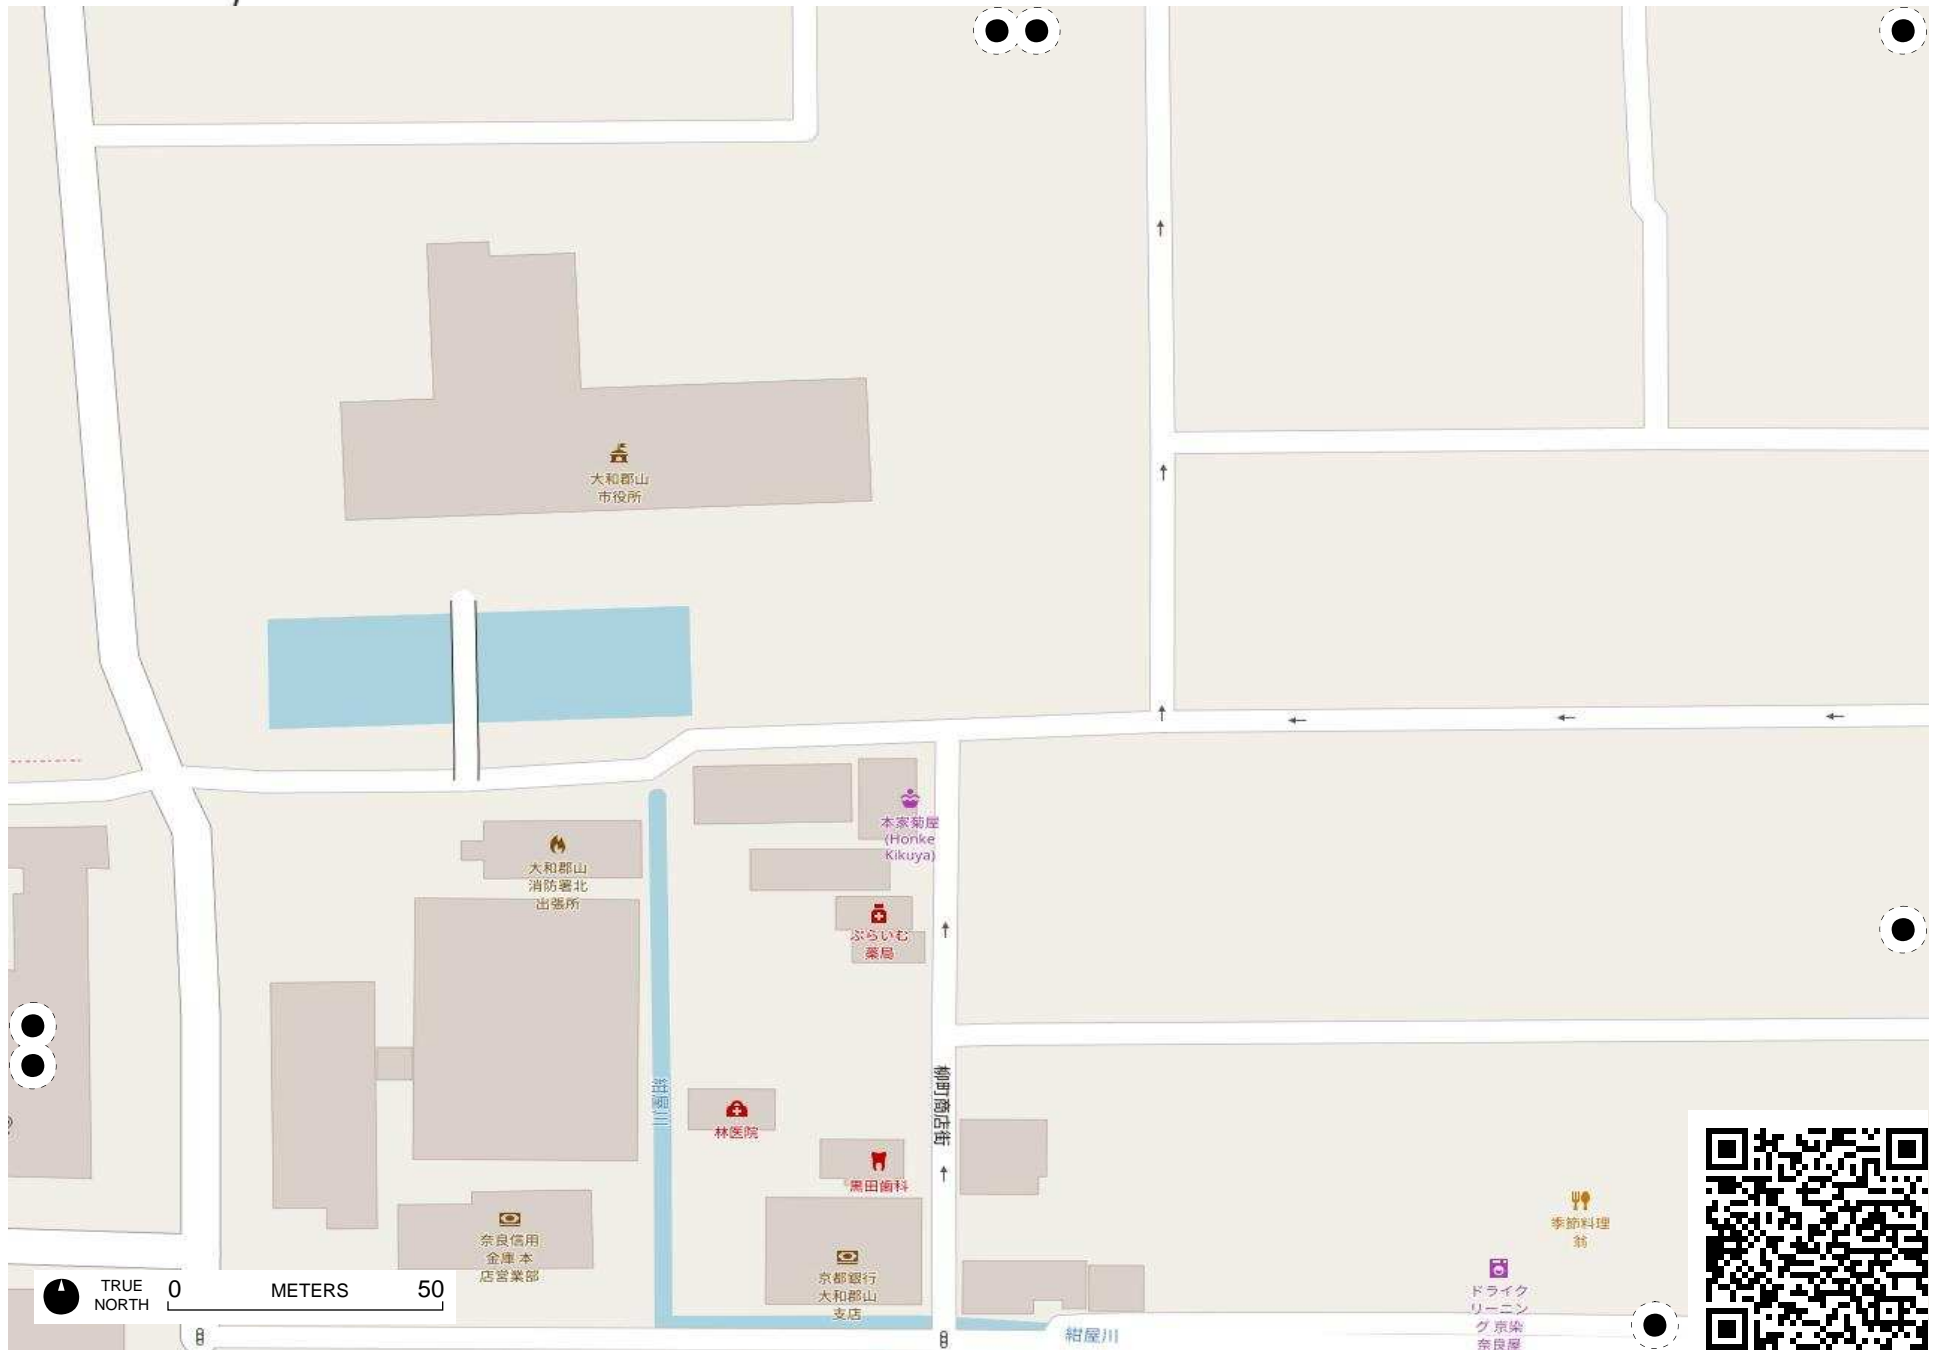 大和郡山
市役所
本家菊屋
(Honke
Kikuya)
大和郡山
消防署北
出張所
ぷらいむ
薬局
紺屋川
柳町商店街
林医院
黒田歯科
奈良信用
金庫 本
店営業部
京都銀行
大和郡山
支店
季節料理
翁
ドライク
リーニン
グ 京染
奈良屋
紺屋川
TRUE
NORTH
0 METERS 50